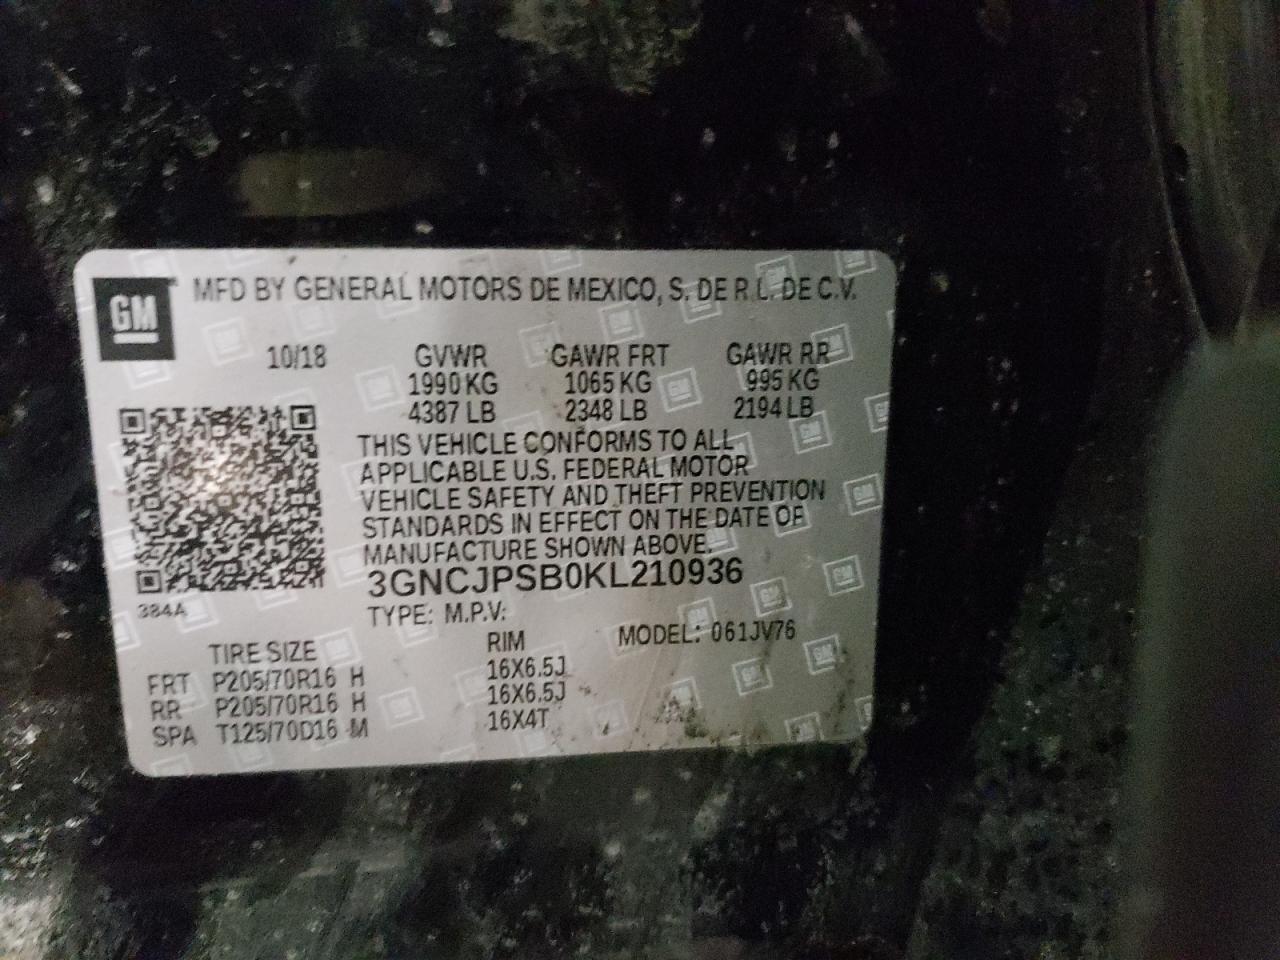 GM MFD BY GENERAL MOTORS DE MEXICO, S. DE R.L. DE C.V.
10/18 GVWR GAWR FRT GAWR RR
1990 KG 1065 KG 995 KG
4387 LB 2348 LB 2194 LB
THIS VEHICLE CONFORMS TO ALL
APPLICABLE U.S. FEDERAL MOTOR
VEHICLE SAFETY AND THEFT PREVENTION
STANDARDS IN EFFECT ON THE DATE OF
MANUFACTURE SHOWN ABOVE.
3GNCJPSB0KL210936
384A
TYPE: M.P.V:
MODEL: 061JV76
TIRE SIZE RIM
FRT P205/70R16 H 16X6.5J
RR P205/70R16 H 16X6.5J
SPA T125/70D16 M 16X4T